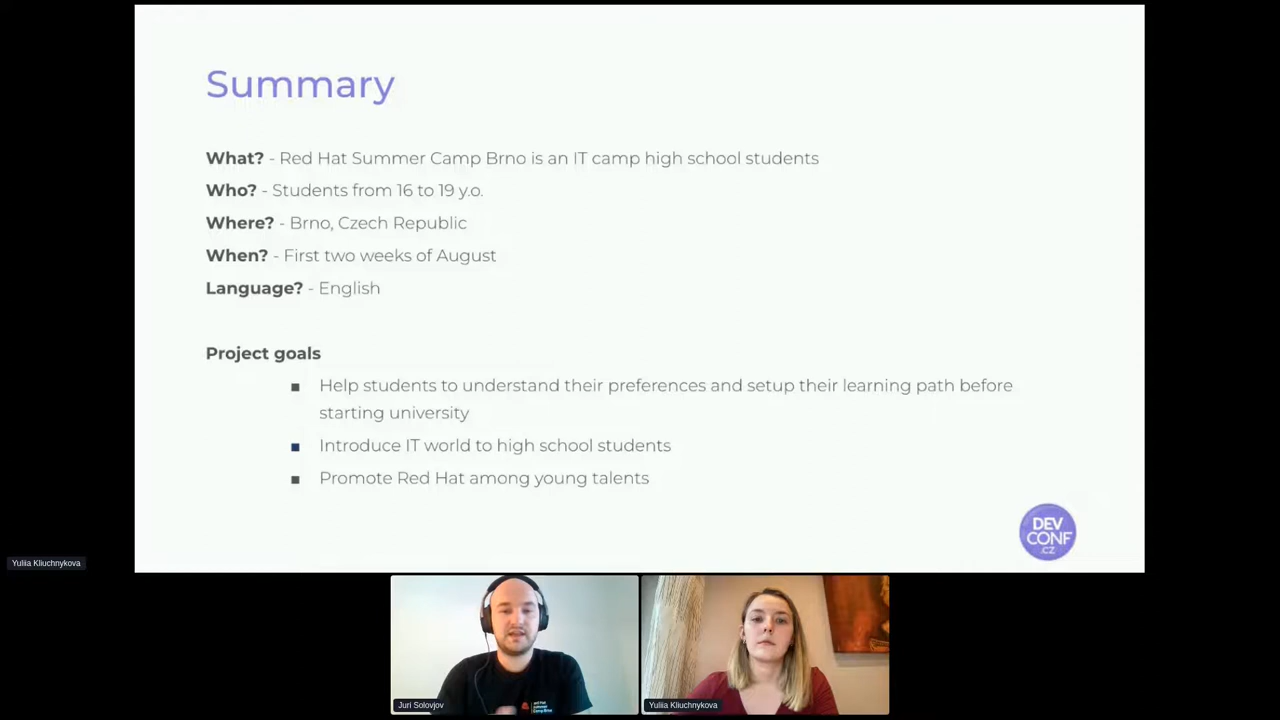 Summary
What? - Red Hat Summer Camp Brno is an IT camp high school students
Who? - Students from 16 to 19 y.o.
Where? - Brno, Czech Republic
When? - First two weeks of August
Language? - English
Project goals
Help students to understand their preferences and setup their learning path before
starting university
Introduce IT world to high school students
Promote Red Hat among young talents
DEV
CONF
.CZ
Yuliia Kliuchnykova
Camp Brno
Juri Solovjov
Yuliia Kliuchnykova